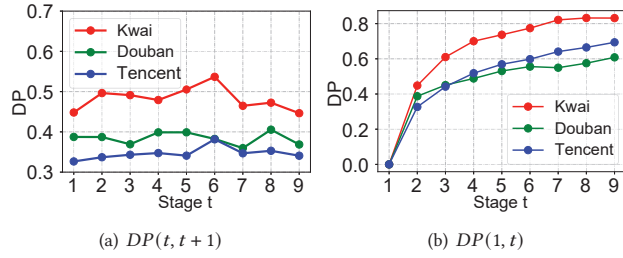 0.7
0.6
0.5
0.4
0.3
DP
Kwai
Douban
Tencent
1 2 3 4 5 6 7 8 9
Stage t
(a) DP(t, t + 1)
0.8
0.6
0.4
0.2
0.0
DP
Kwai
Douban
Tencent
1 2 3 4 5 6 7 8 9
Stage t
(b) DP(1, t)